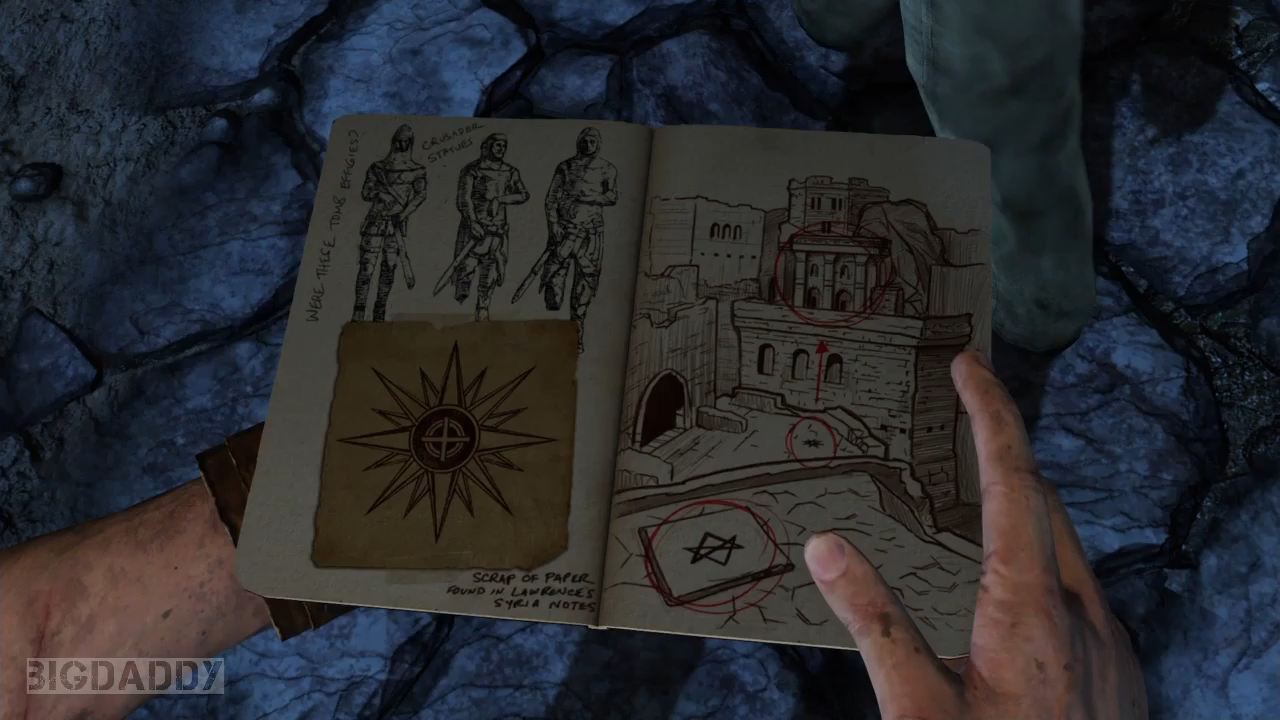 WERE THESE TOMB EFFIGIES?
CRUSADER
STATUES
SCRAP OF PAPER
FOUND IN LAWRENCE'S
SYRIA NOTES
BIGDADDY